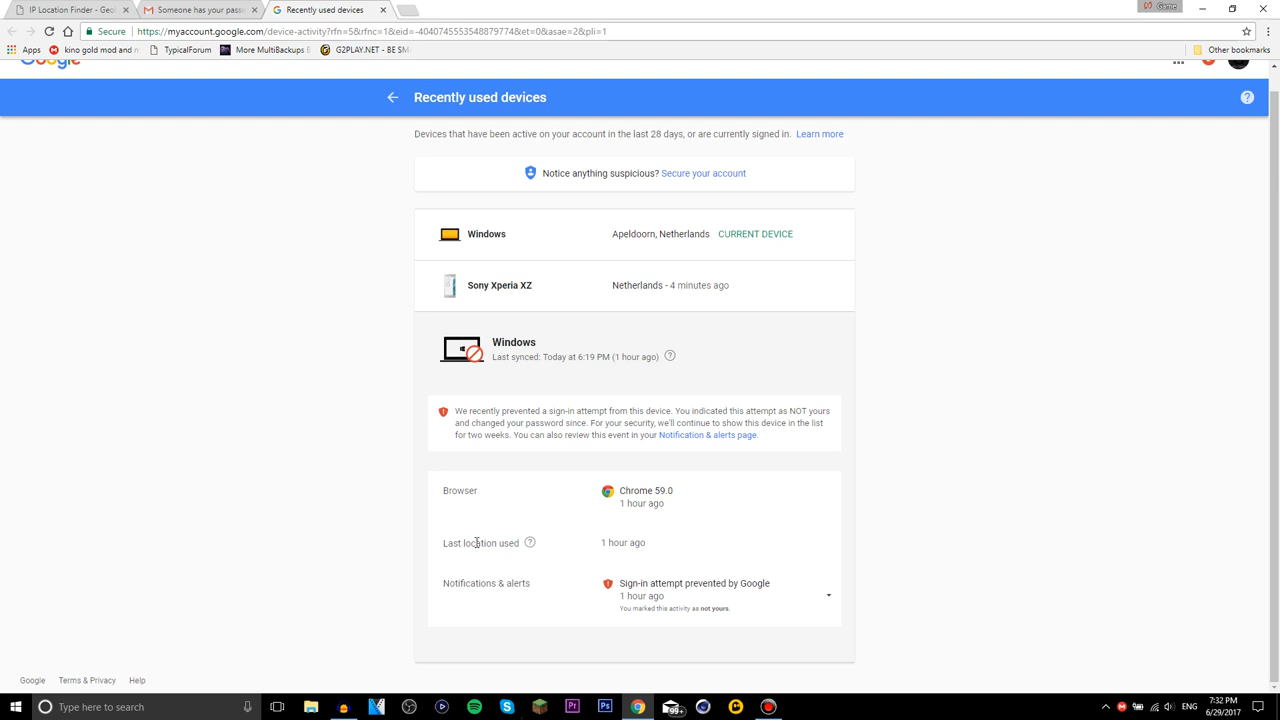 IP Location Finder - Geol
Someone has your passw
Recently used devices
Game
Secure
https://myaccount.google.com/device-activity?rfn=5&rfnc=1&eid=-4040745553548879774&et=0&asae=2&pli=1
Apps
kino gold mod and m
TypicalForum
More MultiBackups E
G2PLAY.NET - BE SMA
Other bookmarks
Google
Recently used devices
Devices that have been active on your account in the last 28 days, or are currently signed in. Learn more
Notice anything suspicious? Secure your account
Windows
Apeldoorn, Netherlands CURRENT DEVICE
Sony Xperia XZ
Netherlands - 4 minutes ago
Windows
Last synced: Today at 6:19 PM (1 hour ago)
We recently prevented a sign-in attempt from this device. You indicated this attempt as NOT yours
and changed your password since. For your security, we'll continue to show this device in the list
for two weeks. You can also review this event in your Notification & alerts page.
Browser
Chrome 59.0
1 hour ago
Last location used
1 hour ago
Notifications & alerts
Sign-in attempt prevented by Google
1 hour ago
You marked this activity as not yours.
Google Terms & Privacy Help
Type here to search
99+
ENG
7:32 PM
6/29/2017